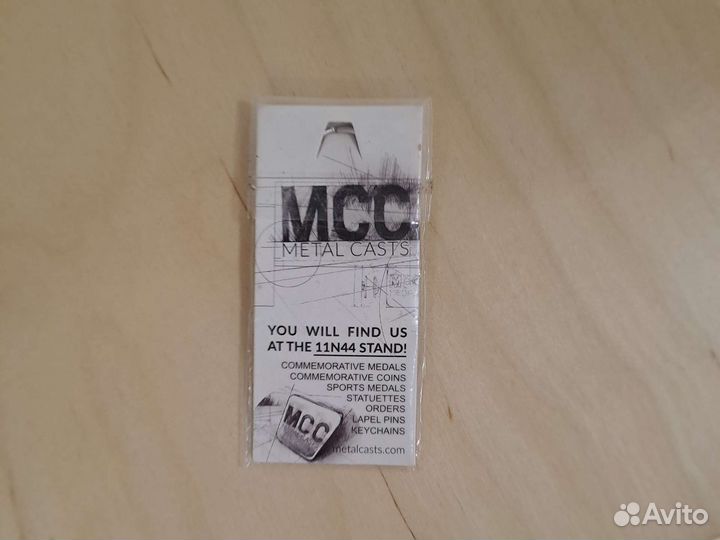 MCC
METAL CASTS
YOU WILL FIND US
AT THE 11N44 STAND!
COMMEMORATIVE MEDALS
COMMEMORATIVE COINS
SPORTS MEDALS
STATUETTES
ORDERS
LAPEL PINS
KEYCHAINS
MCC
metalcasts.com
Avito